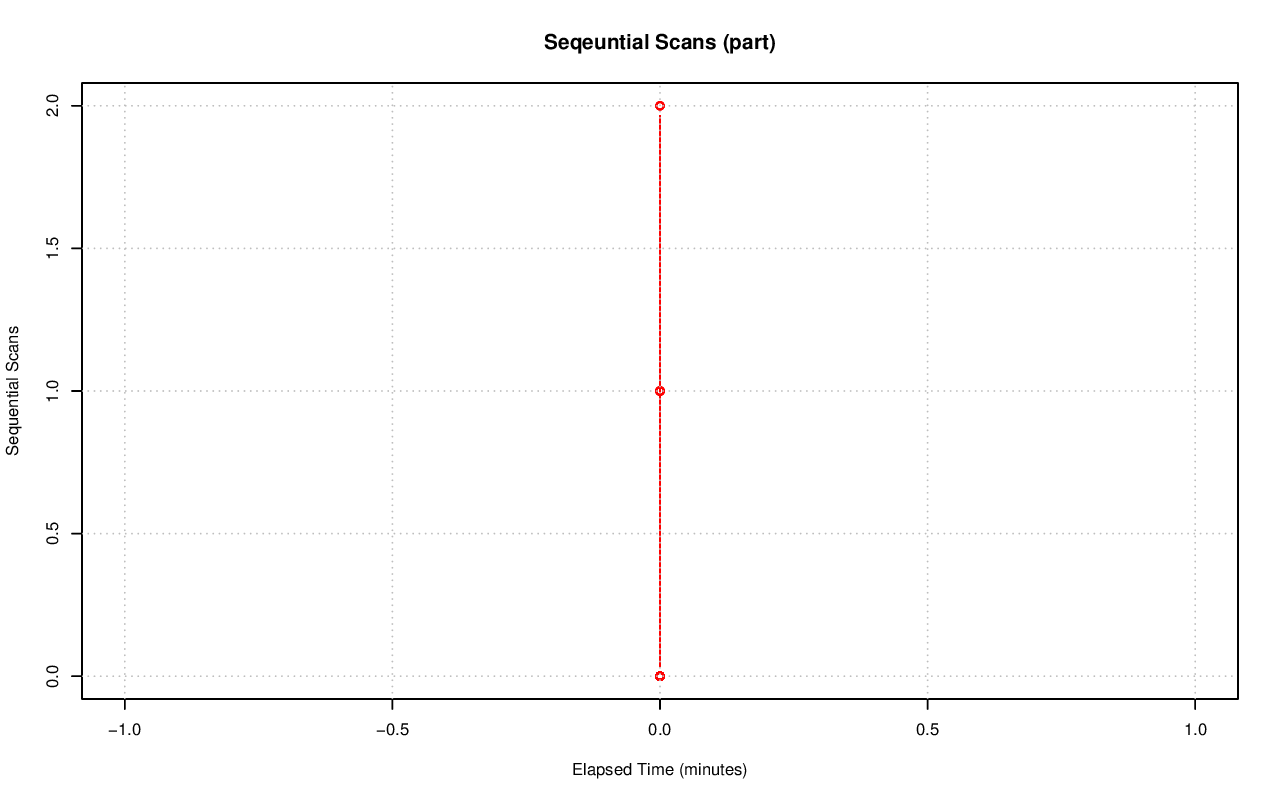 Seqeuntial Scans (part)
Sequential Scans
2.0
1.5
1.0
0.5
0.0
−1.0 −0.5 0.0 0.5 1.0
Elapsed Time (minutes)